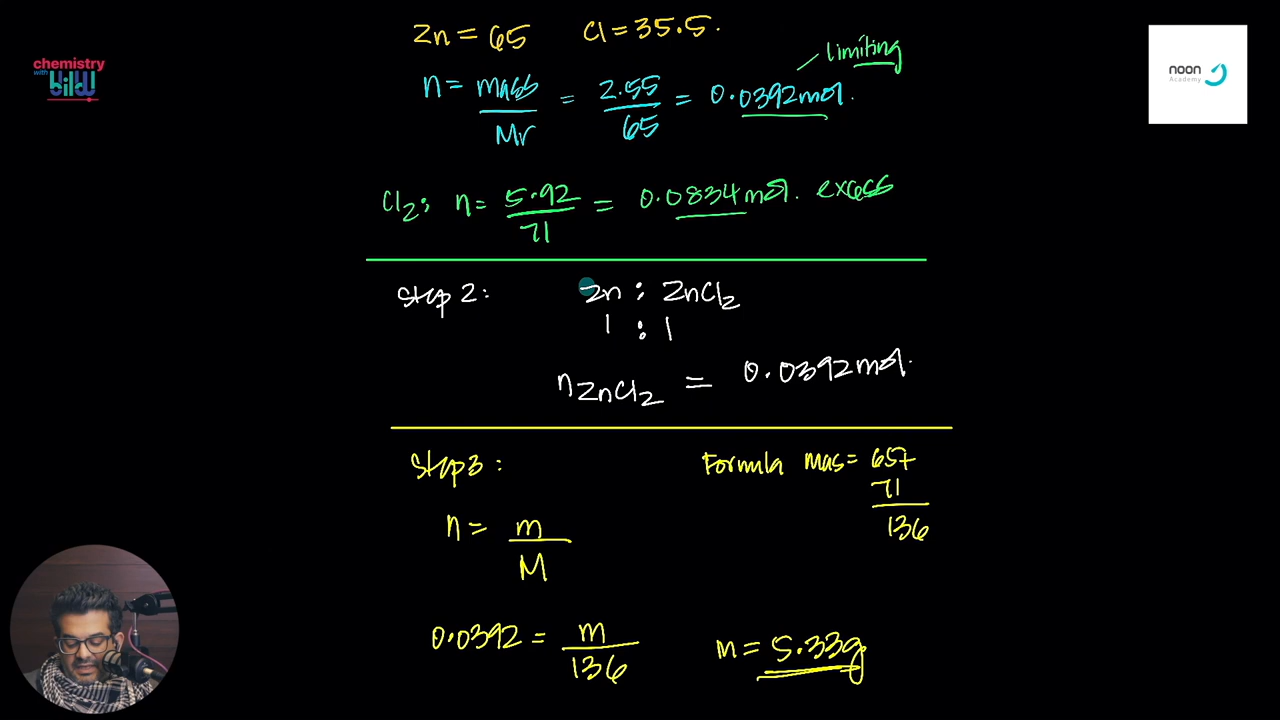 Zn = 65 Cl = 35.5.
limiting
n = mass / Mr = 2.55 / 65 = 0.0392 mol.
Cl2: n = 5.92 / 71 = 0.0834 mol. excess
Step 2: Zn : ZnCl2
1 : 1
nZnCl2 = 0.0392 mol.
Step 3: Formula mas = 65+
71
136
n = m / M
0.0392 = m / 136 m = 5.33g
chemistry
with
bilal
noon
Academy